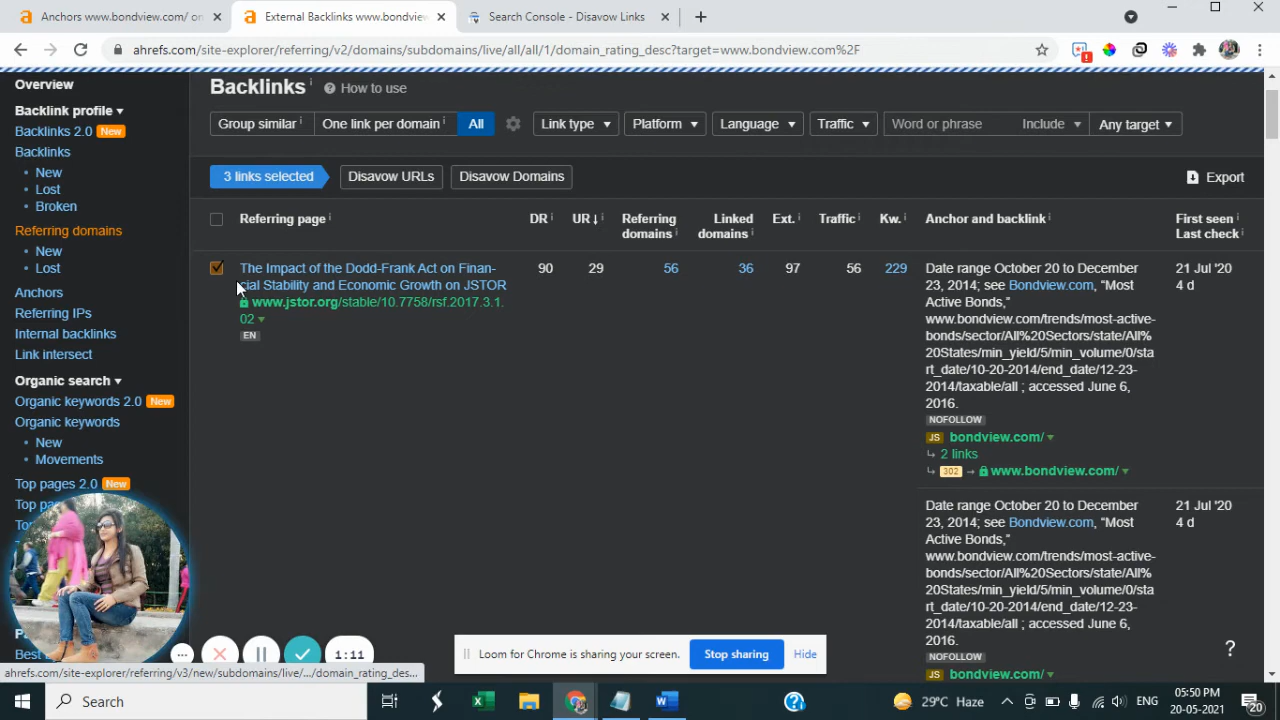 Anchors www.bondview.com/ on
External Backlinks www.bondview
Search Console - Disavow Links
ahrefs.com/site-explorer/referring/v2/domains/subdomains/live/all/all/1/domain_rating_desc?target=www.bondview.com%2F
Overview
Backlink profile
Backlinks 2.0 New
Backlinks
New
Lost
Broken
Referring domains
New
Lost
Anchors
Referring IPs
Internal backlinks
Link intersect
Organic search
Organic keywords 2.0 New
Organic keywords
New
Movements
Top pages 2.0 New
Top pa
To
P
Best
Backlinks
How to use
Group similar One link per domain All Link type Platform Language Traffic Word or phrase Include Any target
3 links selected Disavow URLs Disavow Domains Export
Referring page DR UR Referring domains Linked domains Ext. Traffic Kw. Anchor and backlink First seen Last check
The Impact of the Dodd-Frank Act on Finan-
cial Stability and Economic Growth on JSTOR
www.jstor.org/stable/10.7758/rsf.2017.3.1.
02
EN
90 29 56 36 97 56 229
Date range October 20 to December
23, 2014; see Bondview.com, “Most
Active Bonds,”
www.bondview.com/trends/most-active-
bonds/sector/All%20Sectors/state/All%
20States/min_yield/5/min_volume/0/sta
rt_date/10-20-2014/end_date/12-23-
2014/taxable/all ; accessed June 6,
2016.
NOFOLLOW
JS bondview.com/
2 links
302 → www.bondview.com/
21 Jul '20
4 d
Date range October 20 to December
23, 2014; see Bondview.com, “Most
Active Bonds,”
www.bondview.com/trends/most-active-
bonds/sector/All%20Sectors/state/All%
20States/min_yield/5/min_volume/0/sta
rt_date/10-20-2014/end_date/12-23-
2014/taxable/all ; accessed June 6,
2016.
NOFOLLOW
JS bondview.com/
21 Jul '20
4 d
?
1:11
Loom for Chrome is sharing your screen. Stop sharing Hide
ahrefs.com/site-explorer/referring/v3/new/subdomains/live/.../domain_rating_desc...
Search
29°C Haze
ENG
05:50 PM
20-05-2021
20